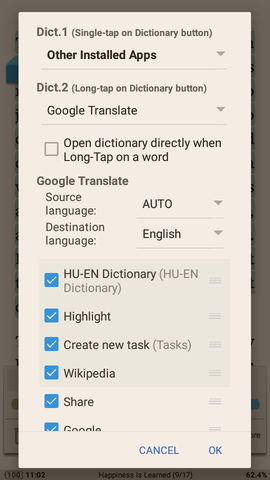 Dict.1 (Single-tap on Dictionary button)
Other Installed Apps
Dict.2 (Long-tap on Dictionary button)
Google Translate
Open dictionary directly when
Long-Tap on a word
Google Translate
Source
language:
AUTO
Destination
language:
English
HU-EN Dictionary (HU-EN
Dictionary)
Highlight
Create new task (Tasks)
Wikipedia
Share
Google
CANCEL
OK
(100) 11:02
Happiness Is Learned (9/17)
62.4%